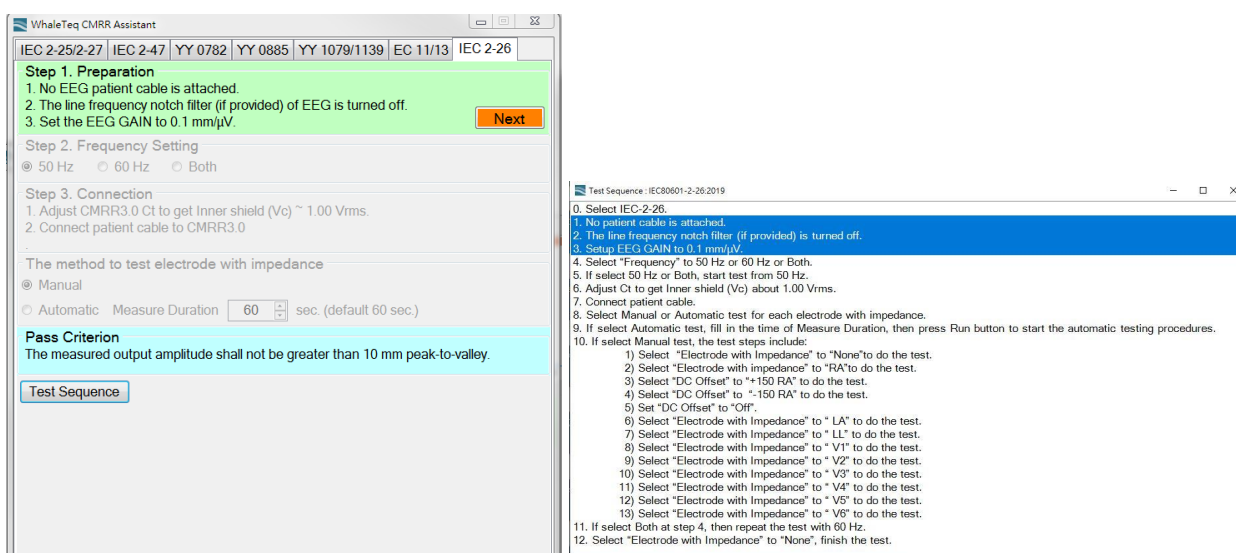 WhaleTeq CMRR Assistant
IEC 2-25/2-27 IEC 2-47 YY 0782 YY 0885 YY 1079/1139 EC 11/13 IEC 2-26
Step 1. Preparation
1. No EEG patient cable is attached.
2. The line frequency notch filter (if provided) of EEG is turned off.
3. Set the EEG GAIN to 0.1 mm/µV.
Next
Step 2. Frequency Setting
50 Hz 60 Hz Both
Step 3. Connection
1. Adjust CMRR3.0 Ct to get Inner shield (Vc) ~ 1.00 Vrms.
2. Connect patient cable to CMRR3.0
.
The method to test electrode with impedance
Manual
Automatic Measure Duration 60 sec. (default 60 sec.)
Pass Criterion
The measured output amplitude shall not be greater than 10 mm peak-to-valley.
Test Sequence
Test Sequence : IEC80601-2-26:2019
0. Select IEC-2-26.
1. No patient cable is attached.
2. The line frequency notch filter (if provided) is turned off.
3. Setup EEG GAIN to 0.1 mm/µV.
4. Select "Frequency" to 50 Hz or 60 Hz or Both.
5. If select 50 Hz or Both, start test from 50 Hz.
6. Adjust Ct to get Inner shield (Vc) about 1.00 Vrms.
7. Connect patient cable.
8. Select Manual or Automatic test for each electrode with impedance.
9. If select Automatic test, fill in the time of Measure Duration, then press Run button to start the automatic testing procedures.
10. If select Manual test, the test steps include:
1) Select "Electrode with Impedance" to "None"to do the test.
2) Select "Electrode with impedance" to "RA"to do the test.
3) Select "DC Offset" to "+150 RA" to do the test.
4) Select "DC Offset" to "-150 RA" to do the test.
5) Set "DC Offset" to "Off".
6) Select "Electrode with Impedance" to " LA" to do the test.
7) Select "Electrode with Impedance" to " LL" to do the test.
8) Select "Electrode with Impedance" to " V1" to do the test.
9) Select "Electrode with Impedance" to " V2" to do the test.
10) Select "Electrode with Impedance" to " V3" to do the test.
11) Select "Electrode with Impedance" to " V4" to do the test.
12) Select "Electrode with Impedance" to " V5" to do the test.
13) Select "Electrode with Impedance" to " V6" to do the test.
11. If select Both at step 4, then repeat the test with 60 Hz.
12. Select "Electrode with Impedance" to "None", finish the test.